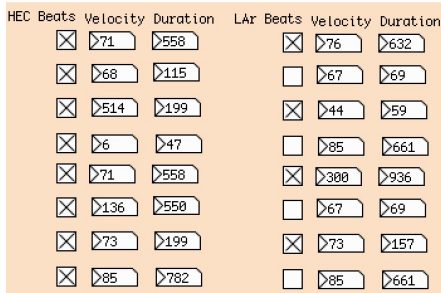 HEC Beats Velocity Duration LAr Beats Velocity Duration
71 558 76 632
68 115 67 69
514 199 44 59
6 47 85 661
71 558 300 936
136 550 67 69
73 199 73 157
85 782 85 661